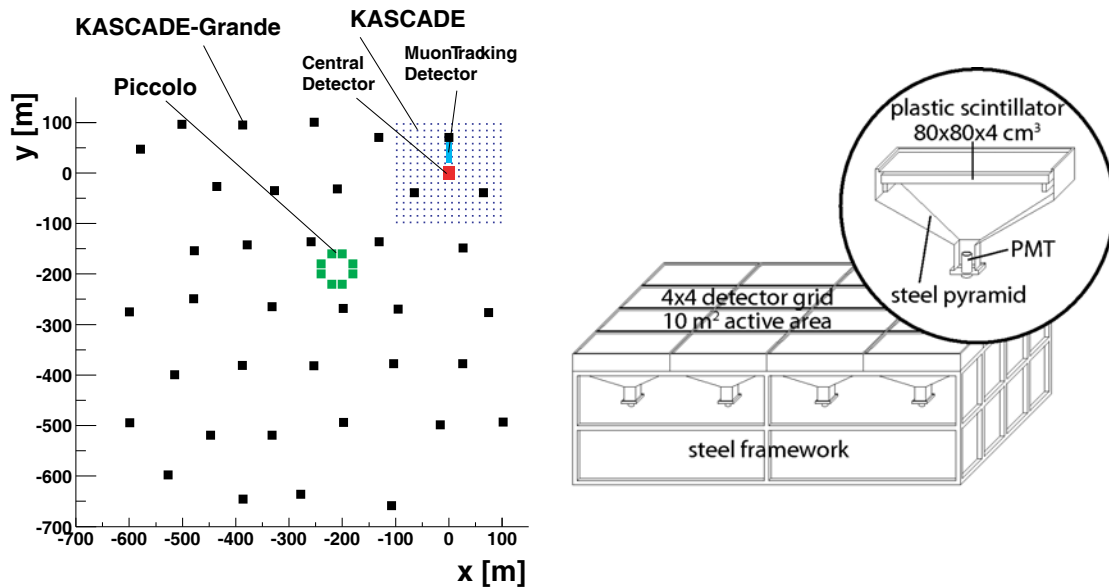 KASCADE-Grande
KASCADE
Central
Detector
MuonTracking
Detector
Piccolo
y [m]
100
0
-100
-200
-300
-400
-500
-600
-700
-700 -600 -500 -400 -300 -200 -100 0 100
x [m]
plastic scintillator
80x80x4 cm³
PMT
steel pyramid
4x4 detector grid
10 m² active area
steel framework